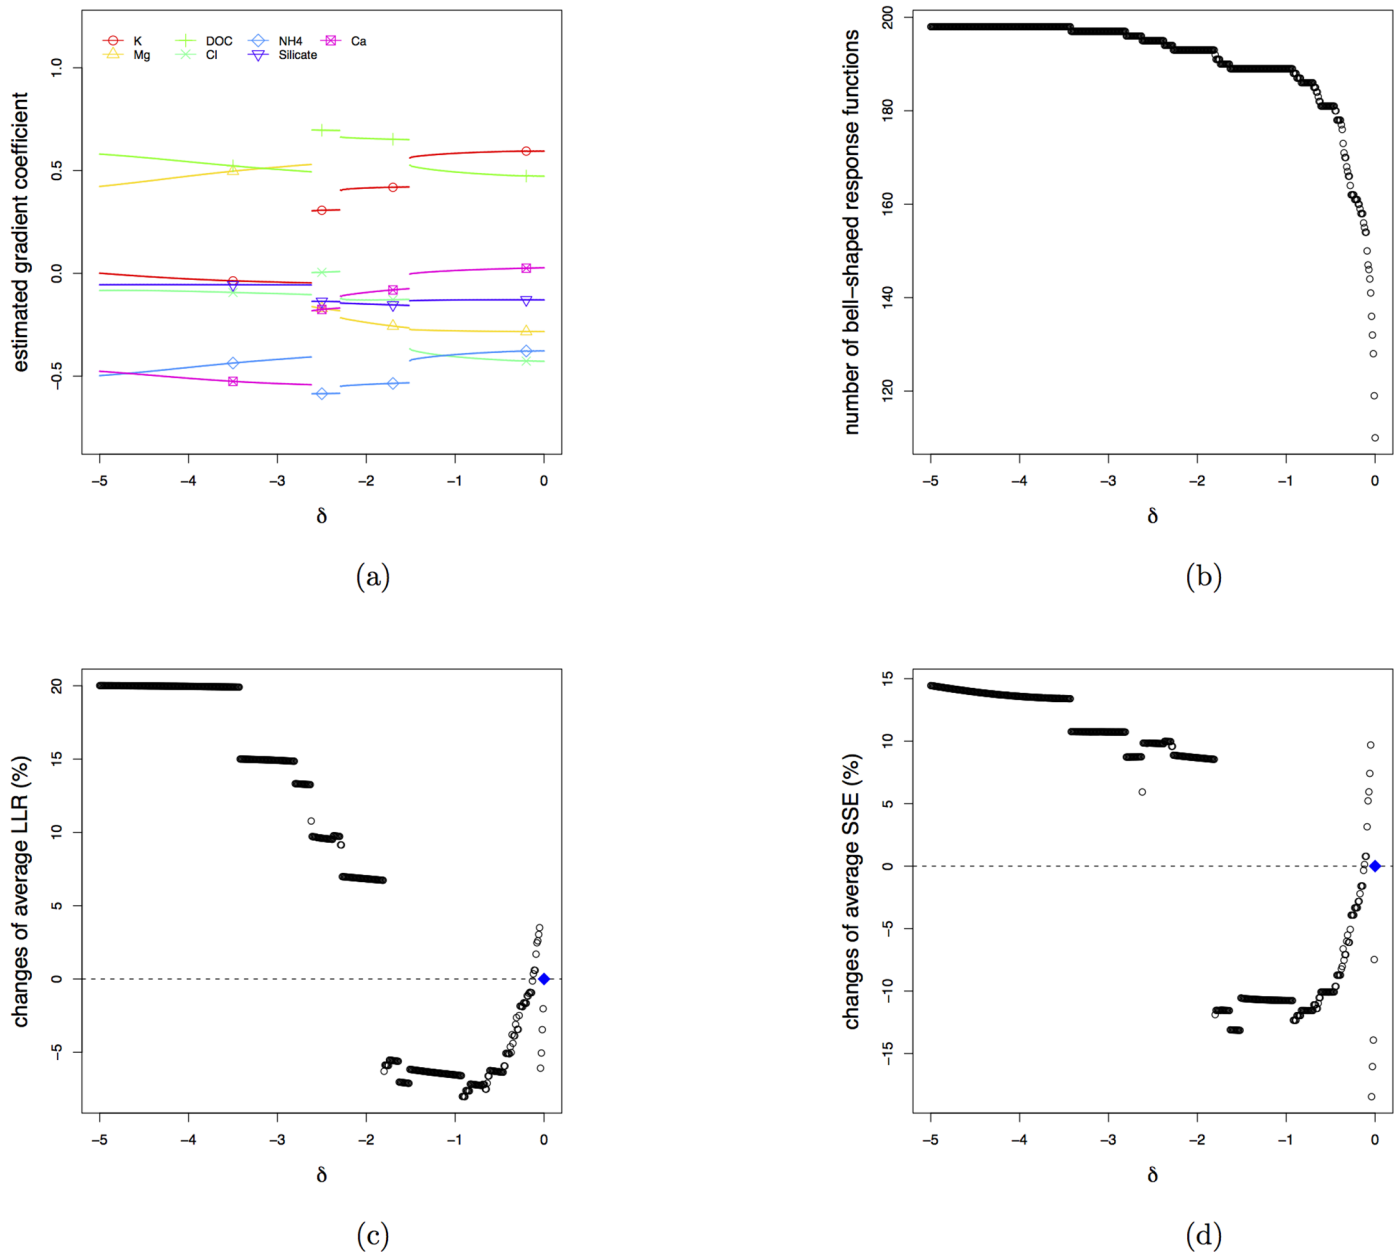 K DOC NH4 Ca
Mg Cl Silicate
estimated gradient coefficient
1.0
0.5
0.0
−0.5
−5 −4 −3 −2 −1 0
δ
(a)
number of bell−shaped response functions
200
180
160
140
120
−5 −4 −3 −2 −1 0
δ
(b)
changes of average LLR (%)
20
15
10
5
0
−5
−5 −4 −3 −2 −1 0
δ
(c)
changes of average SSE (%)
15
10
5
0
−5
−10
−15
−5 −4 −3 −2 −1 0
δ
(d)